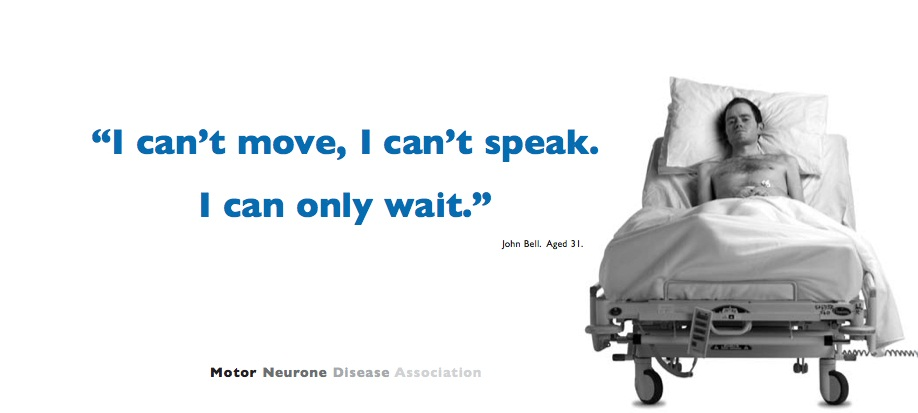 “I can’t move, I can’t speak.
I can only wait.”
John Bell. Aged 31.
Motor Neurone Disease Association